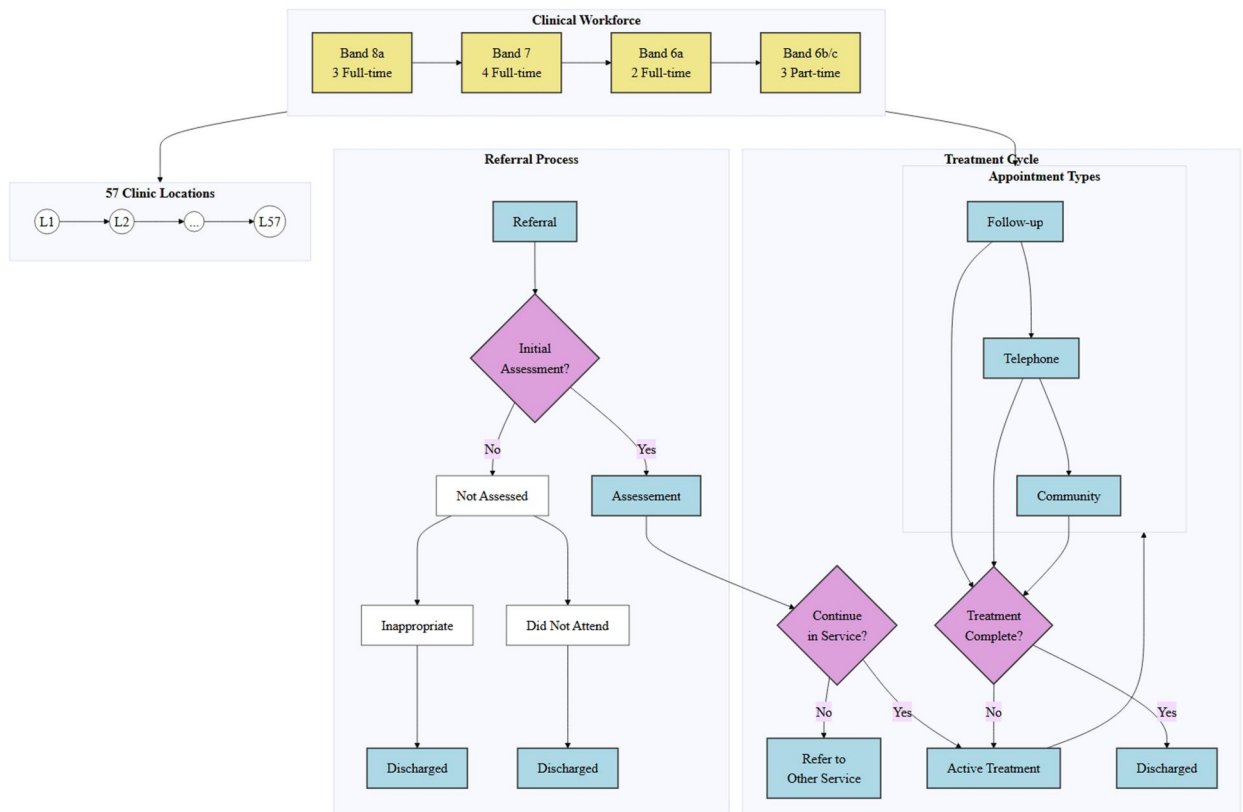 Clinical Workforce
Band 8a
3 Full-time
Band 7
4 Full-time
Band 6a
2 Full-time
Band 6b/c
3 Part-time
57 Clinic Locations
L1
L2
...
L57
Referral Process
Referral
Initial
Assessment?
No
Yes
Not Assessed
Assessement
Inappropriate
Did Not Attend
Discharged
Discharged
Treatment Cycle
Appointment Types
Follow-up
Telephone
Community
Continue
in Service?
Treatment
Complete?
No
Yes
No
Yes
Refer to
Other Service
Active Treatment
Discharged